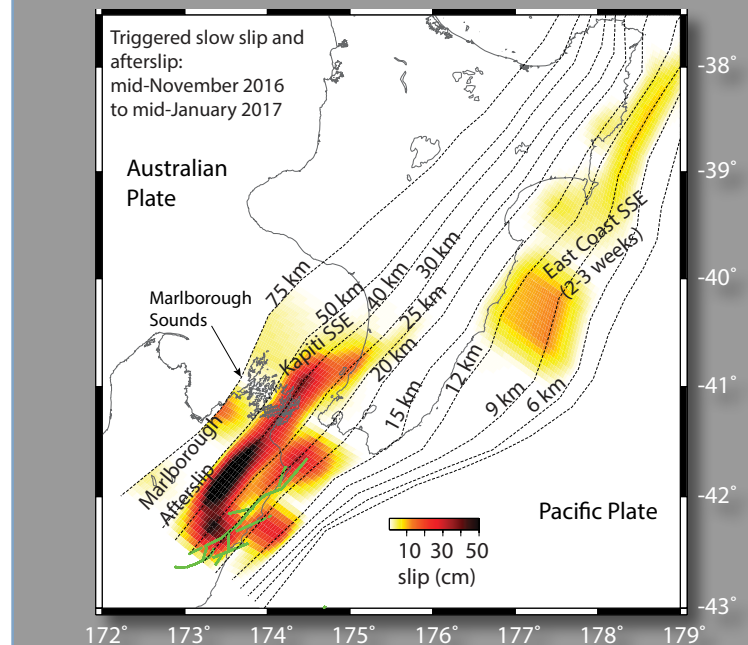 Triggered slow slip and
afterslip:
mid-November 2016
to mid-January 2017
Australian
Plate
-38˚
-39˚
-40˚
-41˚
-42˚
-43˚
East Coast SSE
(2-3 weeks)
75 km
50 km
40 km
30 km
25 km
20 km
15 km
12 km
9 km
6 km
Kapiti SSE
Marlborough
Sounds
Marlborough
Afterslip
Pacific Plate
10 30 50
slip (cm)
172˚ 173˚ 174˚ 175˚ 176˚ 177˚ 178˚ 179˚